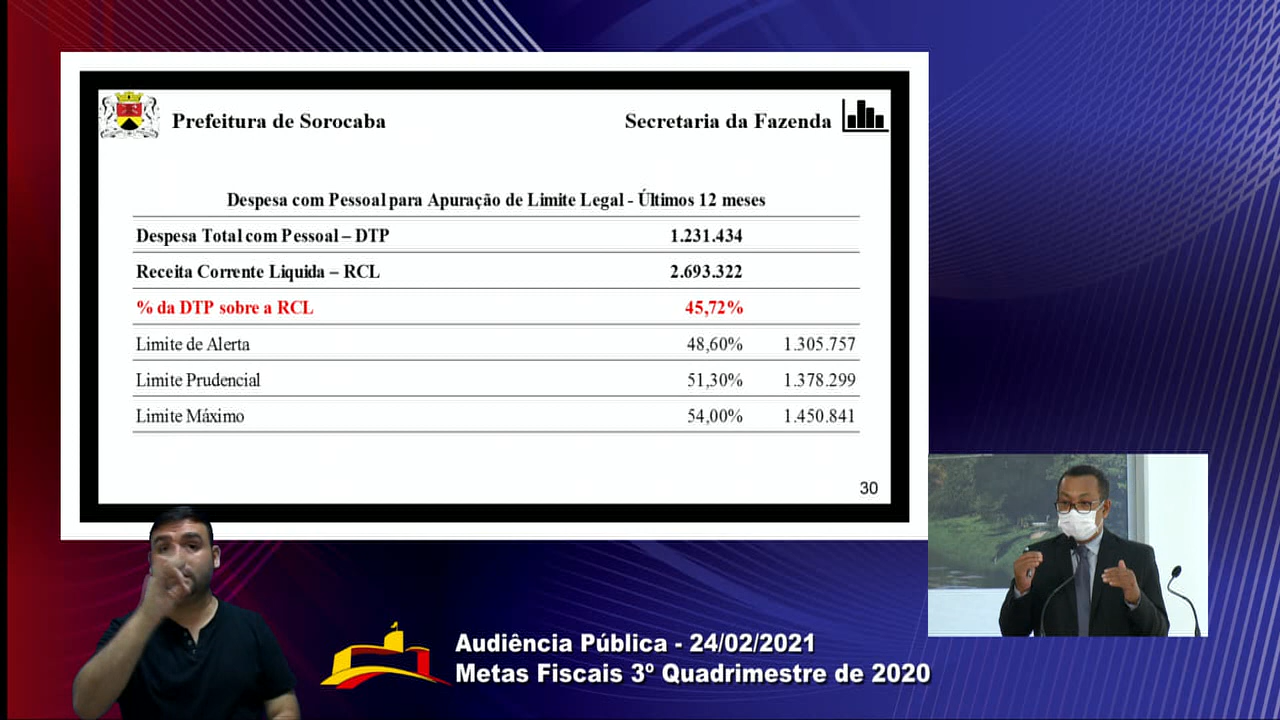 Prefeitura de Sorocaba
Secretaria da Fazenda
Despesa com Pessoal para Apuração de Limite Legal - Últimos 12 meses
Despesa Total com Pessoal – DTP 1.231.434
Receita Corrente Liquida – RCL 2.693.322
% da DTP sobre a RCL 45,72%
Limite de Alerta 48,60% 1.305.757
Limite Prudencial 51,30% 1.378.299
Limite Máximo 54,00% 1.450.841
30
Audiência Pública - 24/02/2021
Metas Fiscais 3º Quadrimestre de 2020